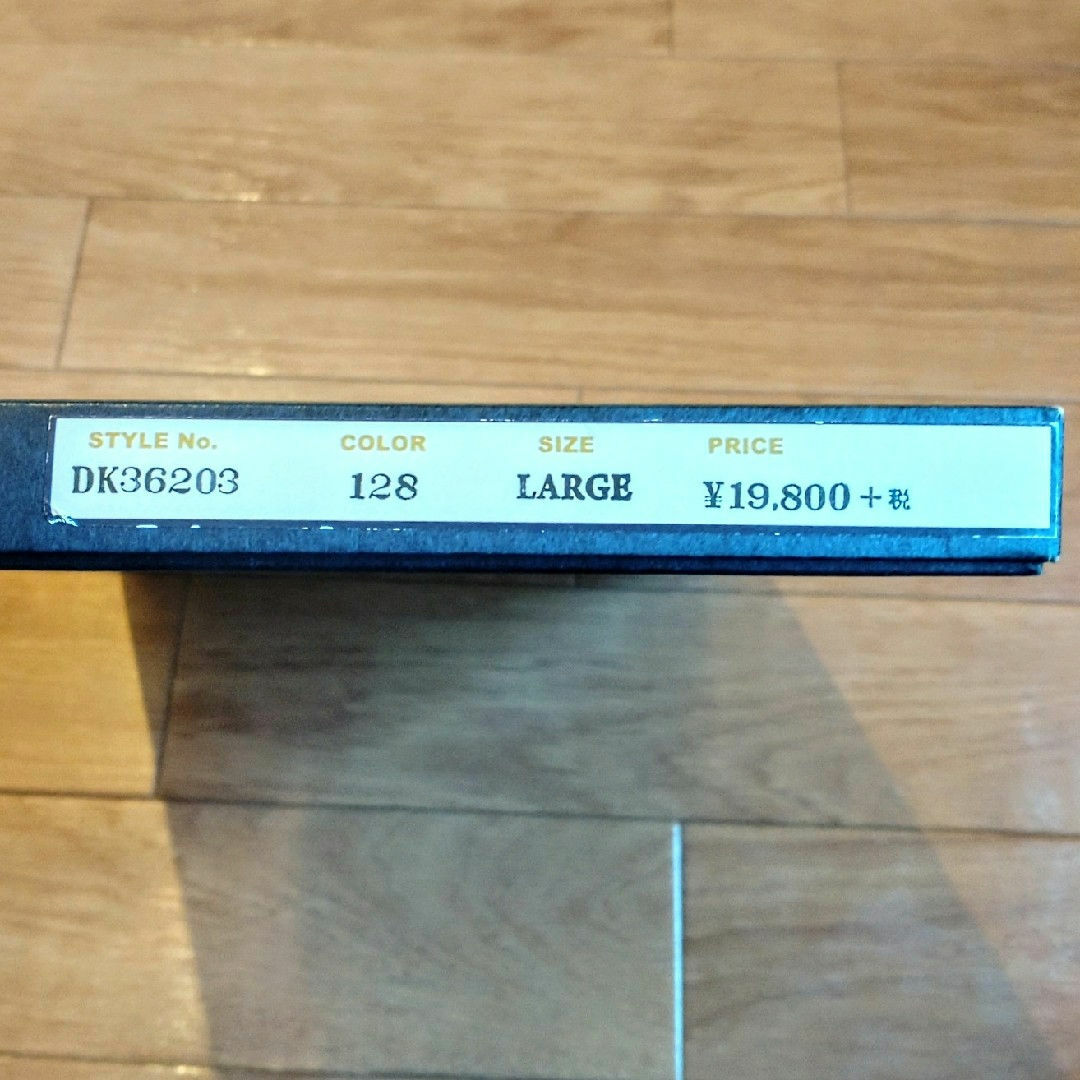 STYLE No. COLOR SIZE PRICE
DK36203 128 LARGE ¥19,800+税